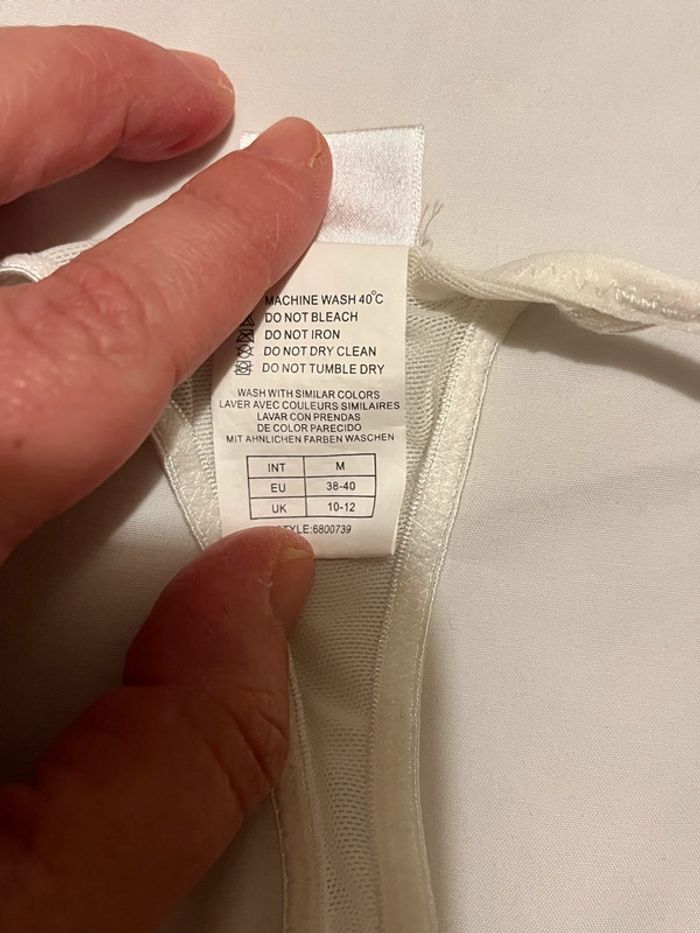 MACHINE WASH 40°C
DO NOT BLEACH
DO NOT IRON
DO NOT DRY CLEAN
DO NOT TUMBLE DRY
WASH WITH SIMILAR COLORS
LAVER AVEC COULEURS SIMILAIRES
LAVAR CON PRENDAS
DE COLOR PARECIDO
MIT AHNLICHEN FARBEN WASCHEN
INT M
EU 38-40
UK 10-12
TYLE:6800739